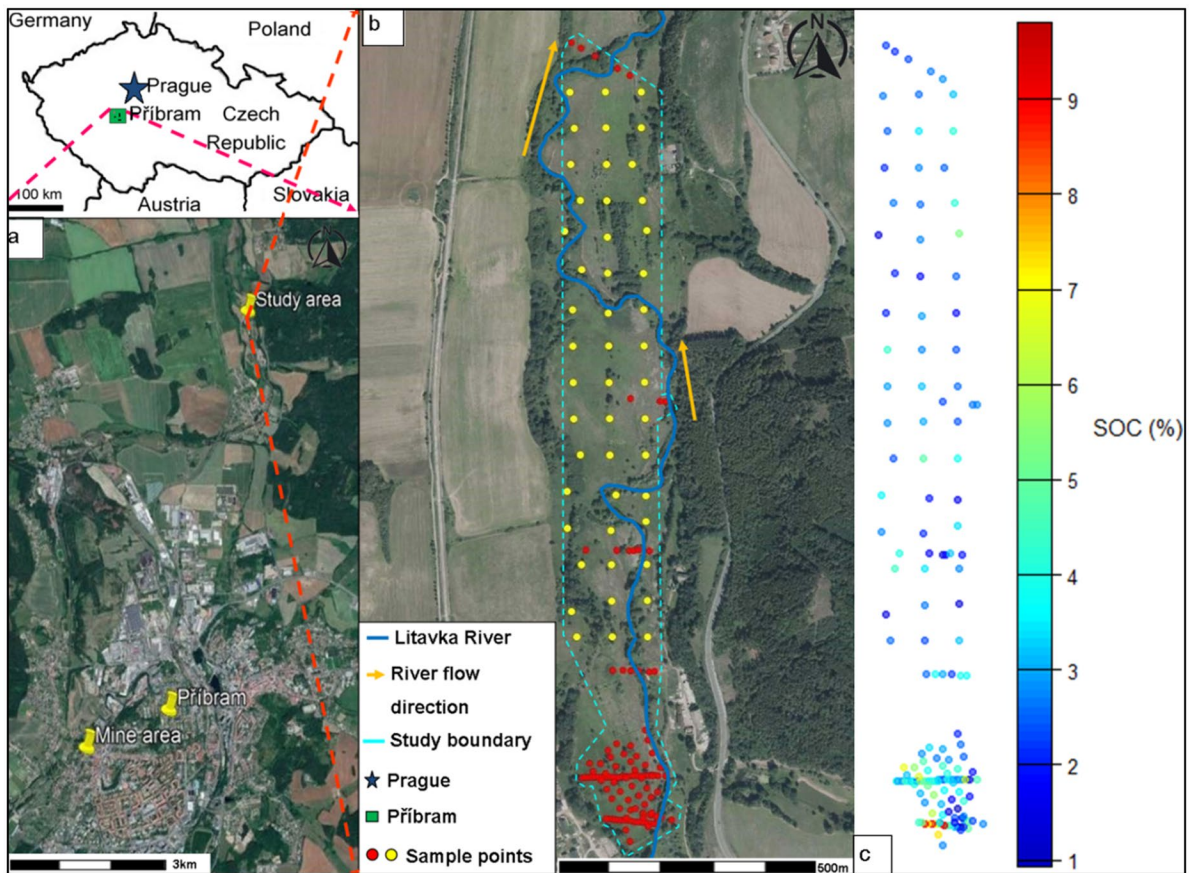 Germany
Poland
Prague
Příbram
Czech
Republic
Slovakia
Austria
100 km
a
N
Study area
Příbram
Mine area
3km
b
N
Litavka River
River flow
direction
Study boundary
Prague
Příbram
Sample points
500m
c
9
8
7
6
5
4
3
2
1
SOC (%)